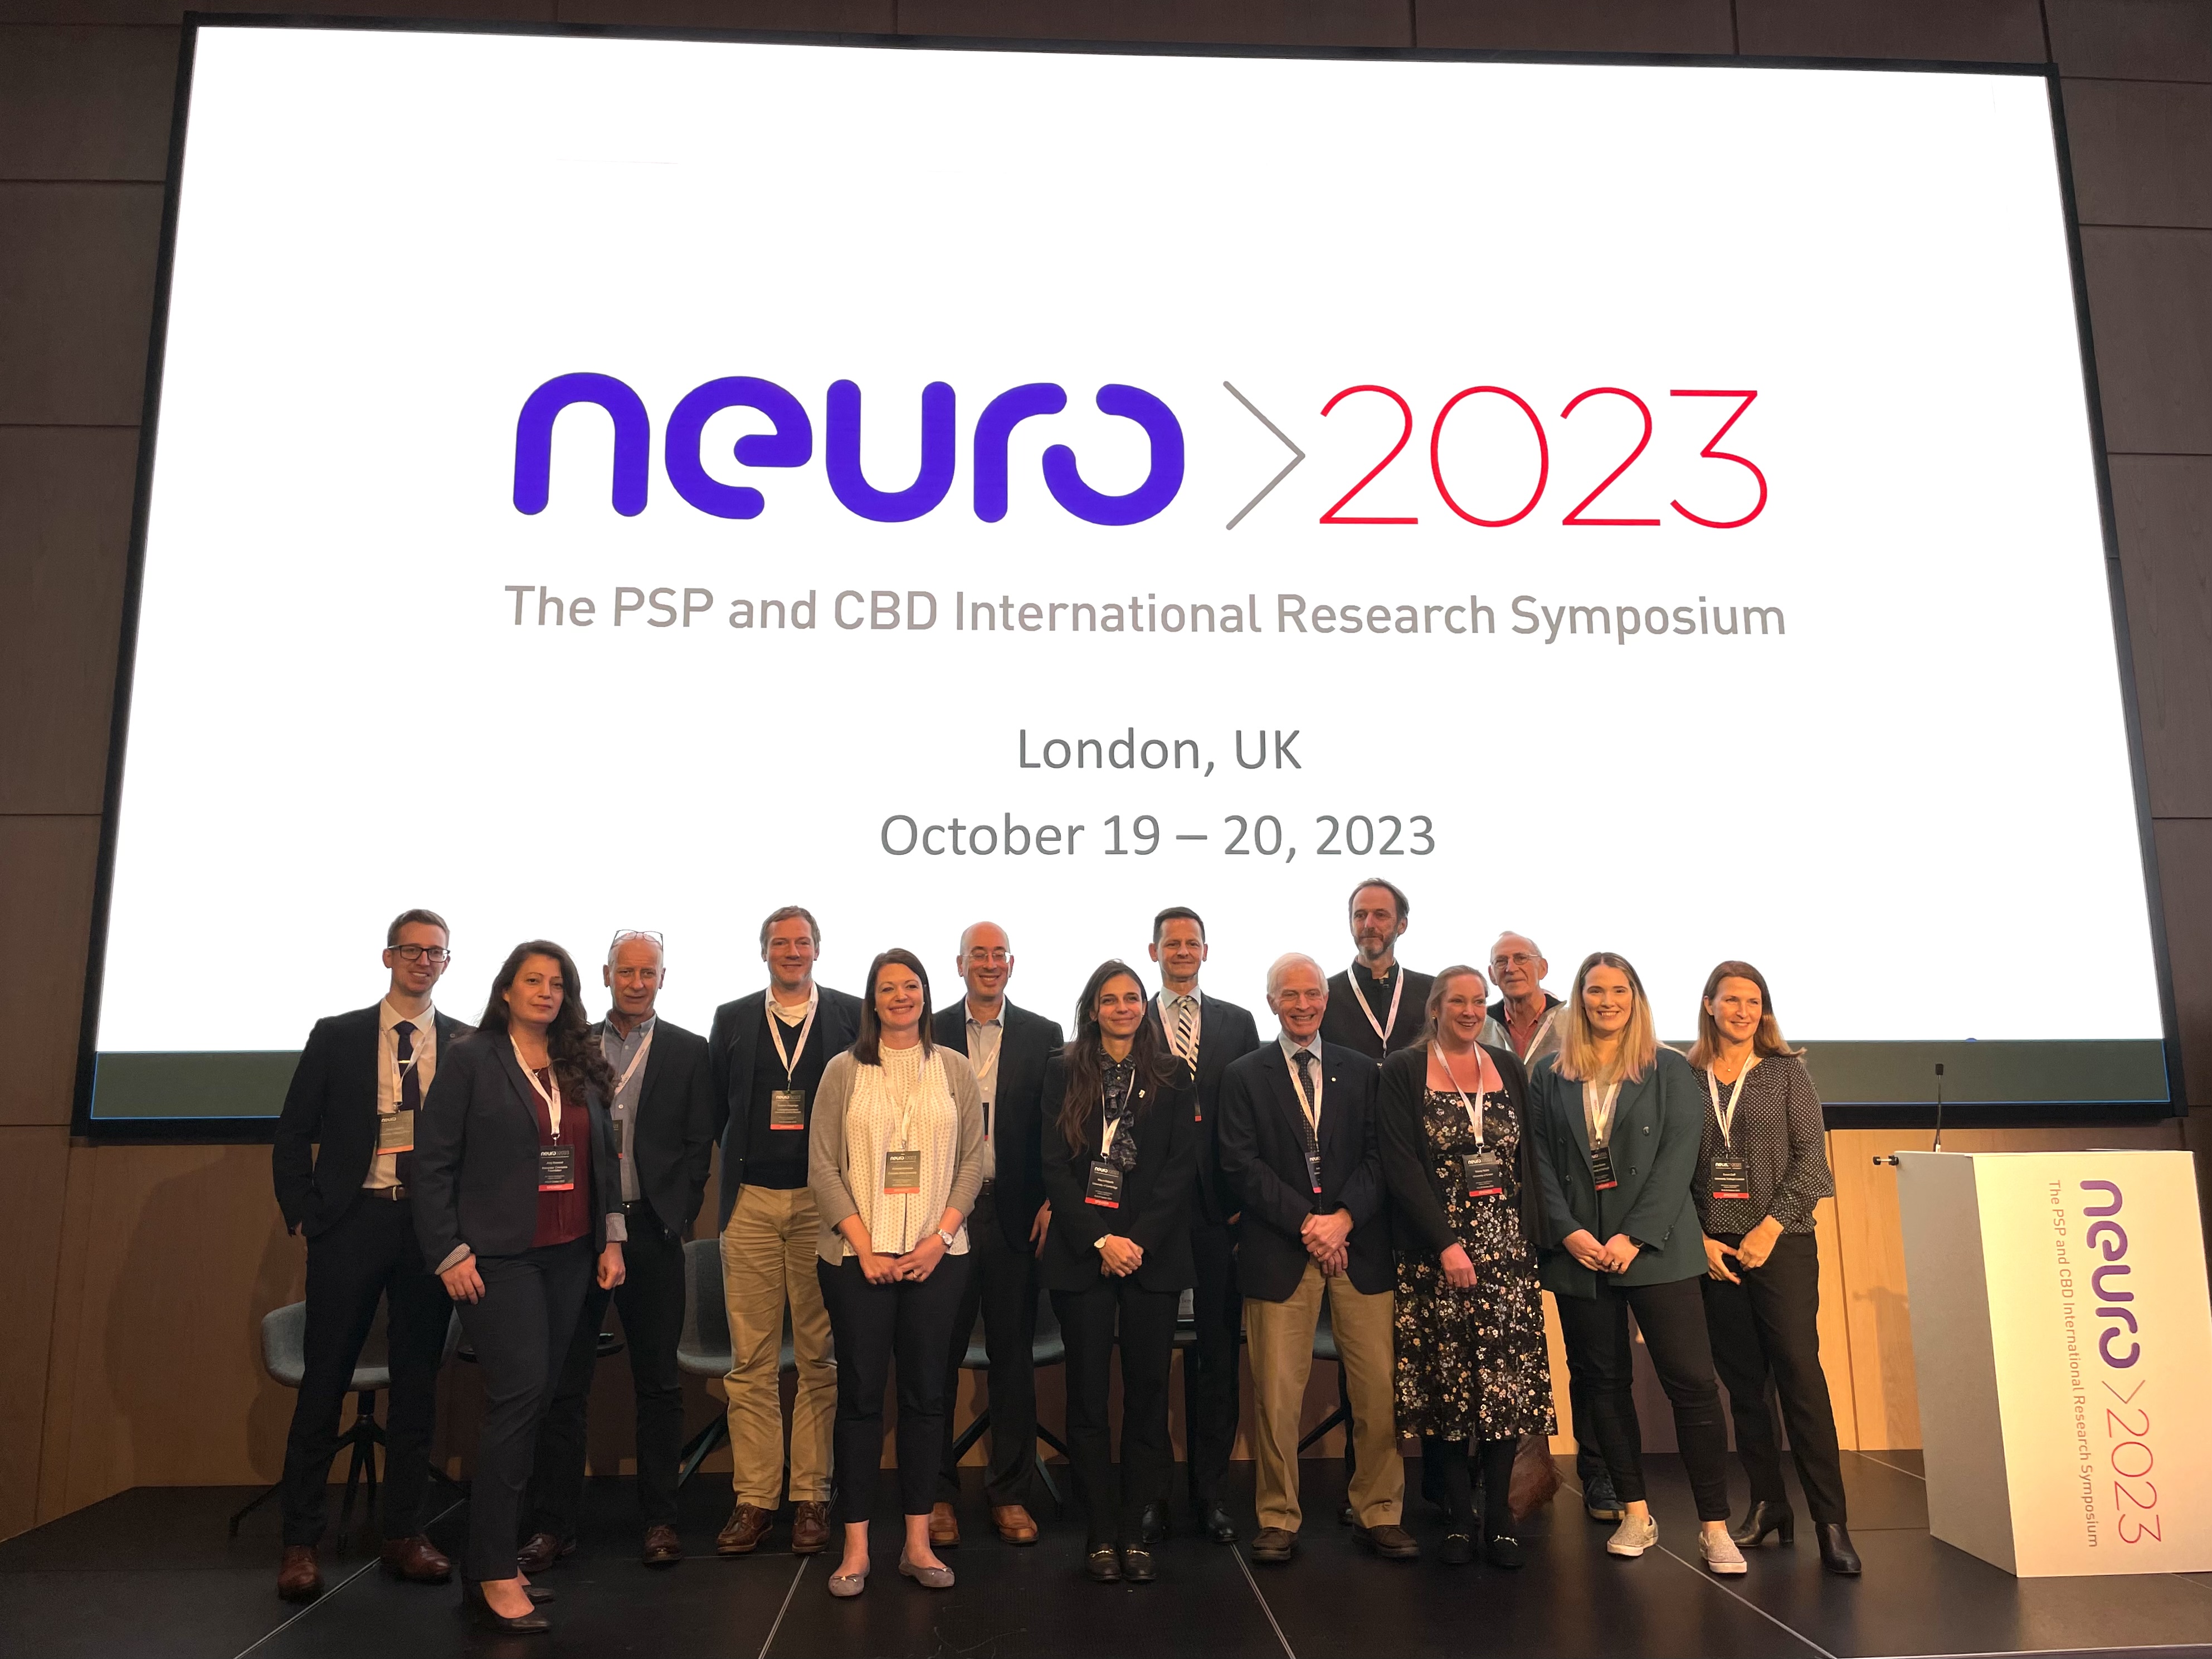 neuro >2023
The PSP and CBD International Research Symposium
London, UK
October 19 – 20, 2023
neuro >2023
The PSP and CBD International Research Symposium